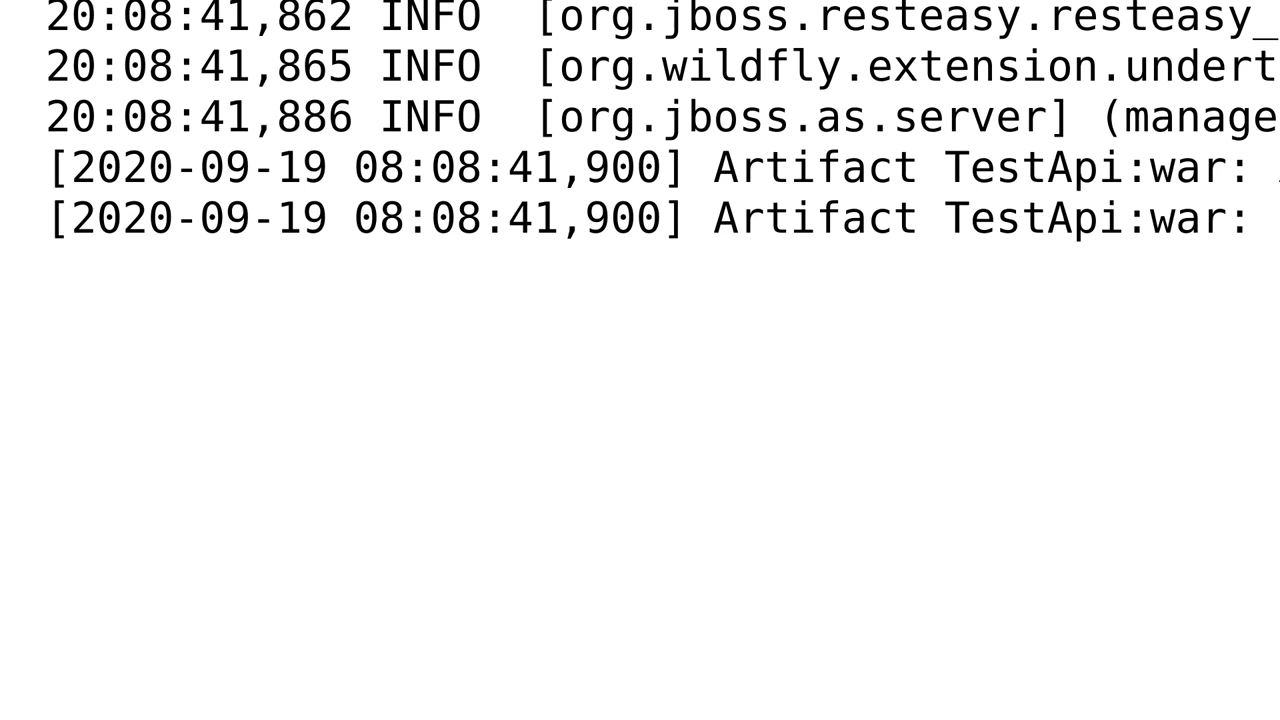 20:08:41,862 INFO  [org.jboss.resteasy.resteasy_
20:08:41,865 INFO  [org.wildfly.extension.undert
20:08:41,886 INFO  [org.jboss.as.server] (manage
[2020-09-19 08:08:41,900] Artifact TestApi:war:
[2020-09-19 08:08:41,900] Artifact TestApi:war: